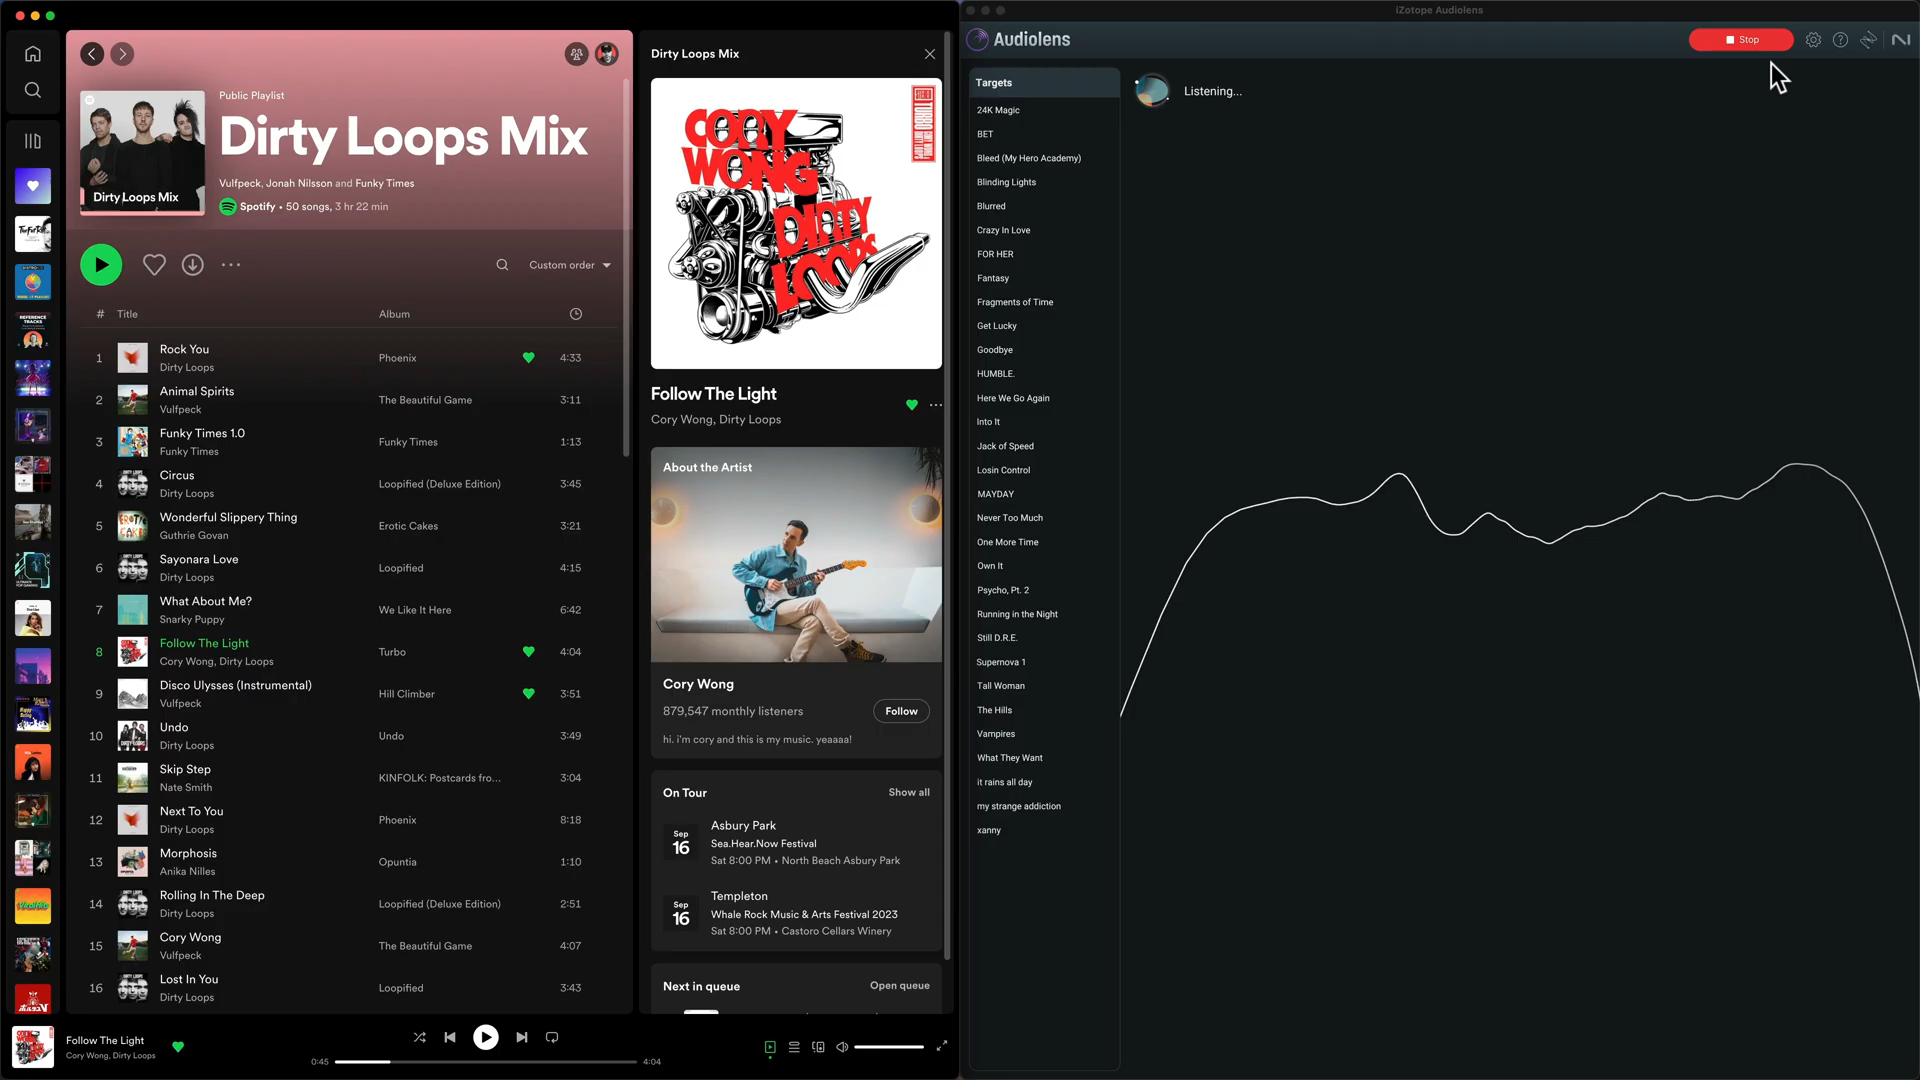 Public Playlist
Dirty Loops Mix
Dirty Loops Mix
Vulfpeck, Jonah Nilsson and Funky Times
Spotify • 50 songs, 3 hr 22 min
Custom order
# Title Album
1 Rock You Phoenix 4:33
Dirty Loops
2 Animal Spirits The Beautiful Game 3:11
Vulfpeck
3 Funky Times 1.0 Funky Times 1:13
Funky Times
4 Circus Loopified (Deluxe Edition) 3:45
Dirty Loops
5 Wonderful Slippery Thing Erotic Cakes 3:21
Guthrie Govan
6 Sayonara Love Loopified 4:15
Dirty Loops
7 What About Me? We Like It Here 6:42
Snarky Puppy
8 Follow The Light Turbo 4:04
Cory Wong, Dirty Loops
9 Disco Ulysses (Instrumental) Hill Climber 3:51
Vulfpeck
10 Undo Undo 3:49
Dirty Loops
11 Skip Step KINFOLK: Postcards fro... 3:04
Nate Smith
12 Next To You Phoenix 8:18
Dirty Loops
13 Morphosis Opuntia 1:10
Anika Nilles
14 Rolling In The Deep Loopified (Deluxe Edition) 2:51
Dirty Loops
15 Cory Wong The Beautiful Game 4:07
Vulfpeck
16 Lost In You Loopified 3:43
Dirty Loops
Follow The Light
Cory Wong, Dirty Loops
0:45 4:04
Dirty Loops Mix
CORY
WONG
DIRTY
LOOPS
STEREO
TURBO
Follow The Light
Cory Wong, Dirty Loops
About the Artist
Cory Wong
879,547 monthly listeners
Follow
hi. i'm cory and this is my music. yeaaaa!
On Tour Show all
Sep
16
Asbury Park
Sea.Hear.Now Festival
Sat 8:00 PM • North Beach Asbury Park
Sep
16
Templeton
Whale Rock Music & Arts Festival 2023
Sat 8:00 PM • Castoro Cellars Winery
Next in queue Open queue
iZotope Audiolens
Audiolens
Stop
Targets
24K Magic
BET
Bleed (My Hero Academy)
Blinding Lights
Blurred
Crazy In Love
FOR HER
Fantasy
Fragments of Time
Get Lucky
Goodbye
HUMBLE.
Here We Go Again
Into It
Jack of Speed
Losin Control
MAYDAY
Never Too Much
One More Time
Own It
Psycho, Pt. 2
Running in the Night
Still D.R.E.
Supernova 1
Tall Woman
The Hills
Vampires
What They Want
it rains all day
my strange addiction
xanny
Listening...